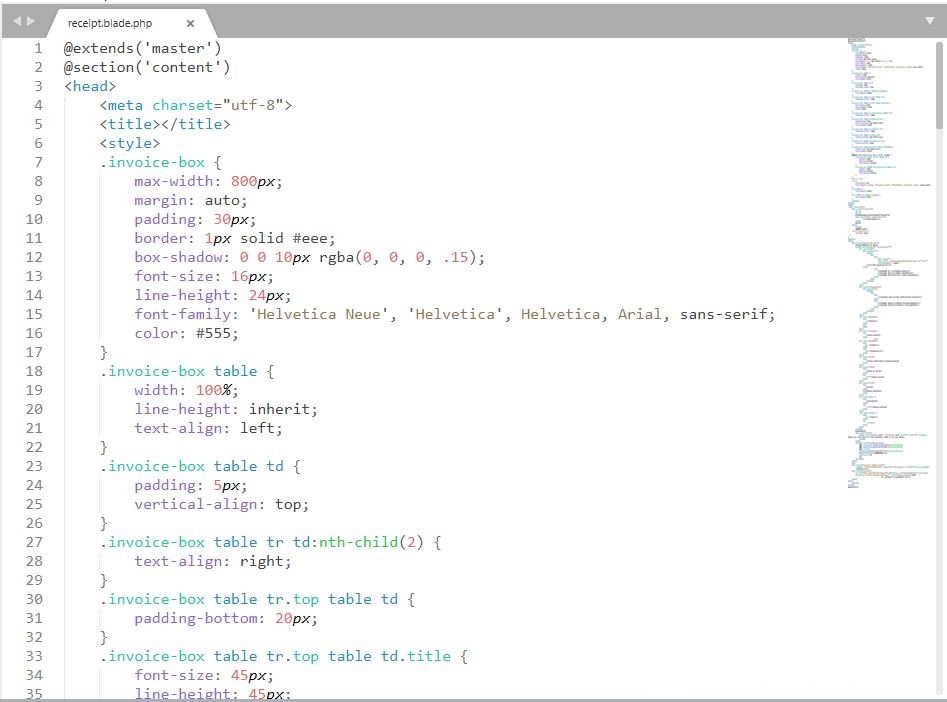 receipt.blade.php ×
1 @extends('master')
2 @section('content')
3 <head>
4     <meta charset="utf-8">
5     <title></title>
6     <style>
7     .invoice-box {
8         max-width: 800px;
9         margin: auto;
10         padding: 30px;
11         border: 1px solid #eee;
12         box-shadow: 0 0 10px rgba(0, 0, 0, .15);
13         font-size: 16px;
14         line-height: 24px;
15         font-family: 'Helvetica Neue', 'Helvetica', Helvetica, Arial, sans-serif;
16         color: #555;
17     }
18     .invoice-box table {
19         width: 100%;
20         line-height: inherit;
21         text-align: left;
22     }
23     .invoice-box table td {
24         padding: 5px;
25         vertical-align: top;
26     }
27     .invoice-box table tr td:nth-child(2) {
28         text-align: right;
29     }
30     .invoice-box table tr.top table td {
31         padding-bottom: 20px;
32     }
33     .invoice-box table tr.top table td.title {
34         font-size: 45px;
35         line-height: 45px;